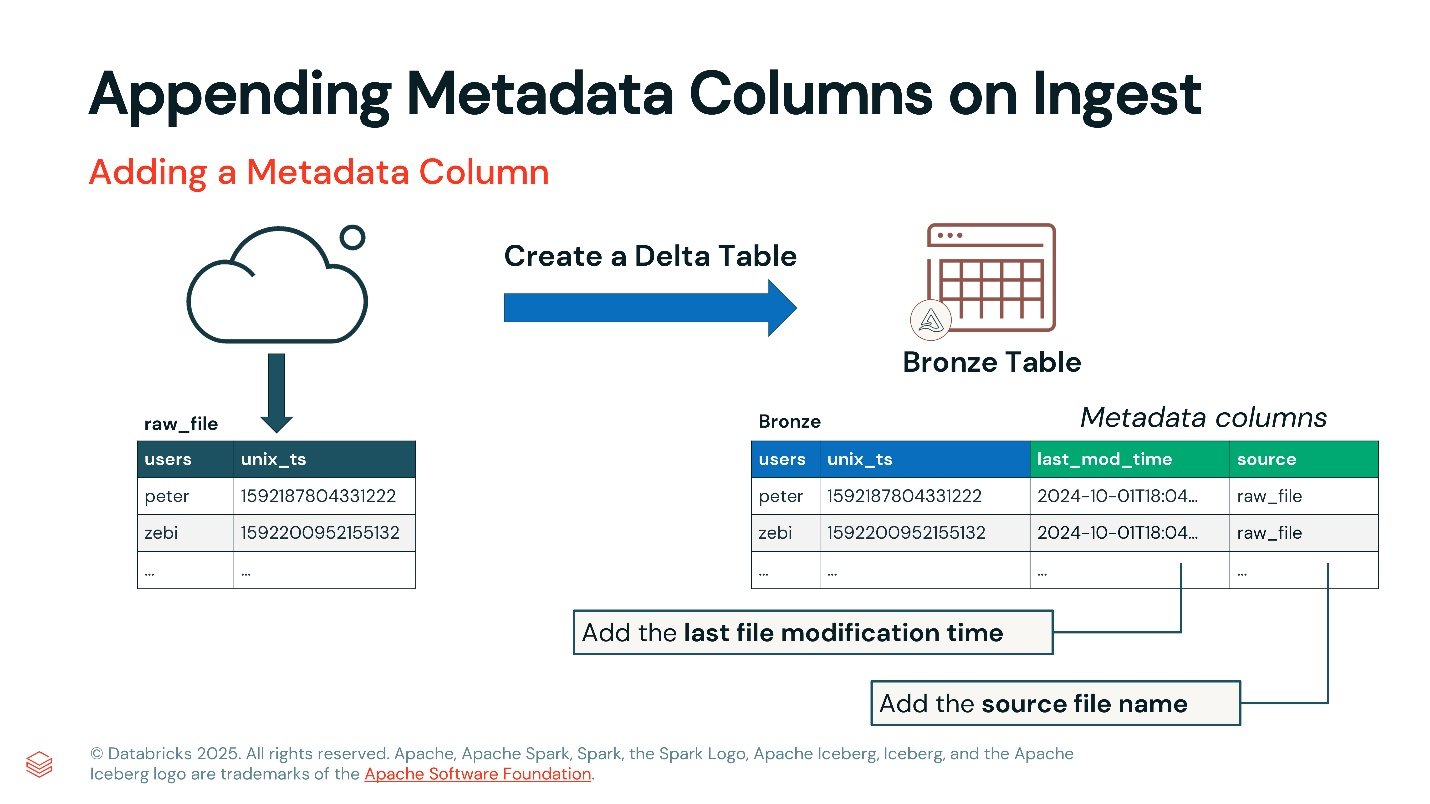 Appending Metadata Columns on Ingest
Adding a Metadata Column
Create a Delta Table
Bronze Table
raw_file
users unix_ts
peter 1592187804331222
zebi 1592200952155132
... ...
Bronze
Metadata columns
users unix_ts last_mod_time source
peter 1592187804331222 2024-10-01T18:04... raw_file
zebi 1592200952155132 2024-10-01T18:04... raw_file
... ... ... ...
Add the last file modification time
Add the source file name
© Databricks 2025. All rights reserved. Apache, Apache Spark, Spark, the Spark Logo, Apache Iceberg, Iceberg, and the Apache
Iceberg logo are trademarks of the Apache Software Foundation.